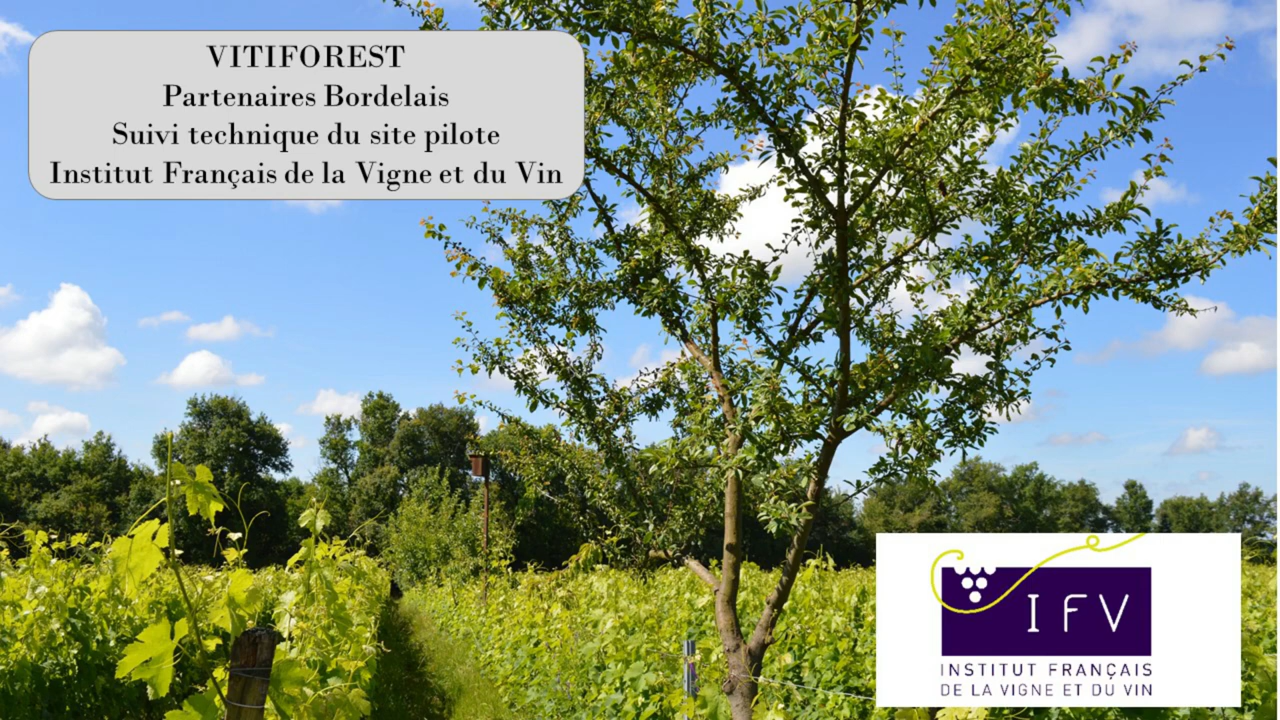 VITIFOREST
Partenaires Bordelais
Suivi technique du site pilote
Institut Français de la Vigne et du Vin
IFV
INSTITUT FRANÇAIS
DE LA VIGNE ET DU VIN